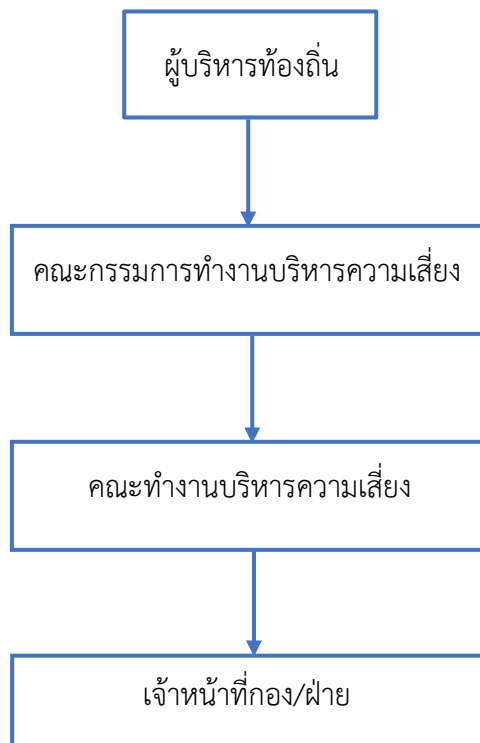 ผู้บริหารท้องถิ่น
คณะกรรมการทำงานบริหารความเสี่ยง
คณะทำงานบริหารความเสี่ยง
เจ้าหน้าที่กอง/ฝ่าย